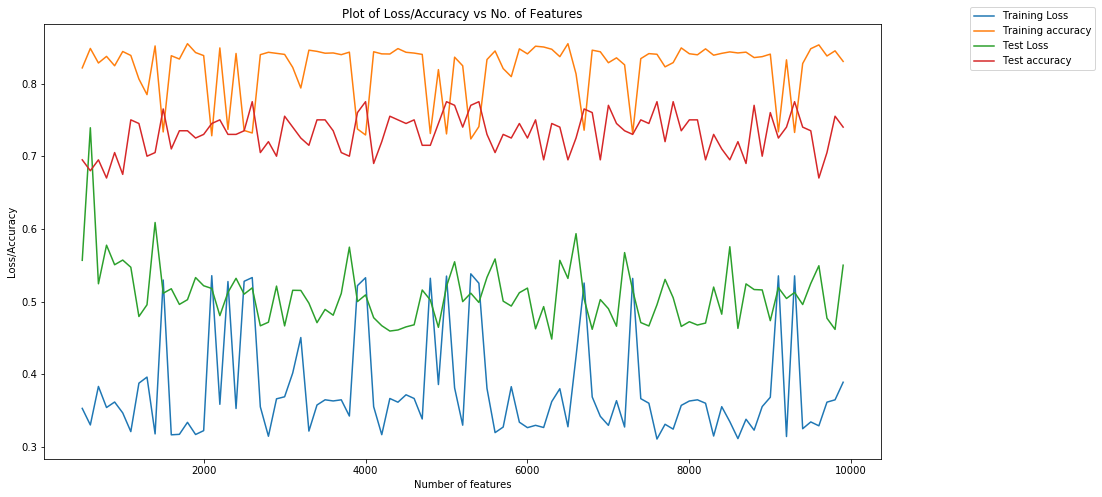 Plot of Loss/Accuracy vs No. of Features
Training Loss
Training accuracy
Test Loss
Test accuracy
Loss/Accuracy
0.8
0.7
0.6
0.5
0.4
0.3
2000
4000
6000
8000
10000
Number of features